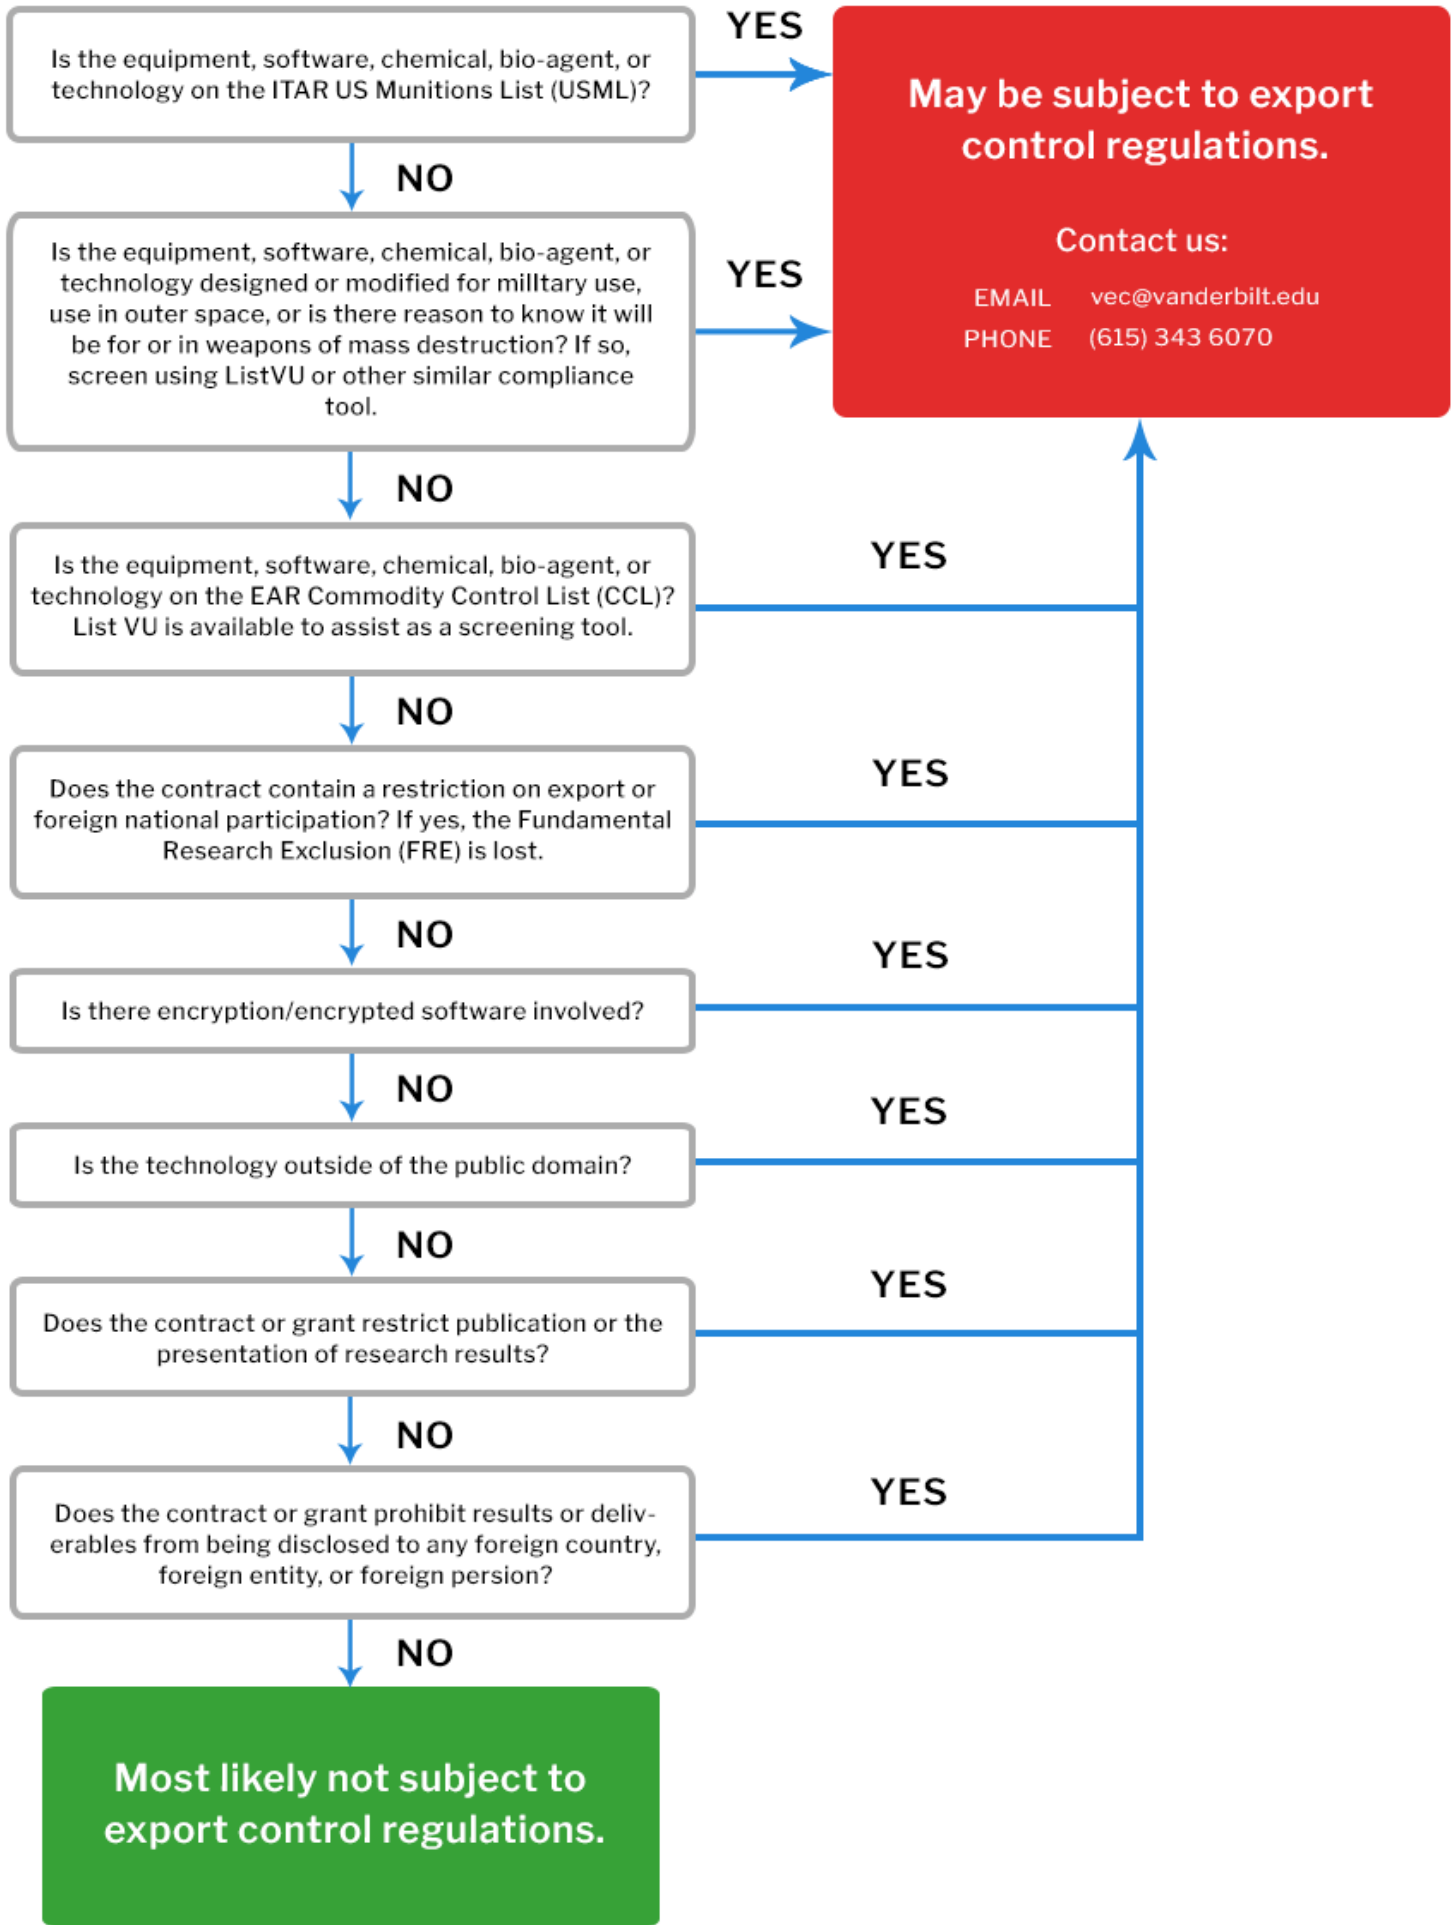 Is the equipment, software, chemical, bio-agent, or
technology on the ITAR US Munitions List (USML)?
YES
May be subject to export
control regulations.
Contact us:
EMAIL vec@vanderbilt.edu
PHONE (615) 343 6070
NO
Is the equipment, software, chemical, bio-agent, or
technology designed or modified for milltary use,
use in outer space, or is there reason to know it will
be for or in weapons of mass destruction? If so,
screen using ListVU or other similar compliance
tool.
YES
NO
Is the equipment, software, chemical, bio-agent, or
technology on the EAR Commodity Control List (CCL)?
List VU is available to assist as a screening tool.
YES
NO
Does the contract contain a restriction on export or
foreign national participation? If yes, the Fundamental
Research Exclusion (FRE) is lost.
YES
NO
Is there encryption/encrypted software involved?
YES
NO
Is the technology outside of the public domain?
YES
NO
Does the contract or grant restrict publication or the
presentation of research results?
YES
NO
Does the contract or grant prohibit results or deliv-
erables from being disclosed to any foreign country,
foreign entity, or foreign persion?
YES
NO
Most likely not subject to
export control regulations.